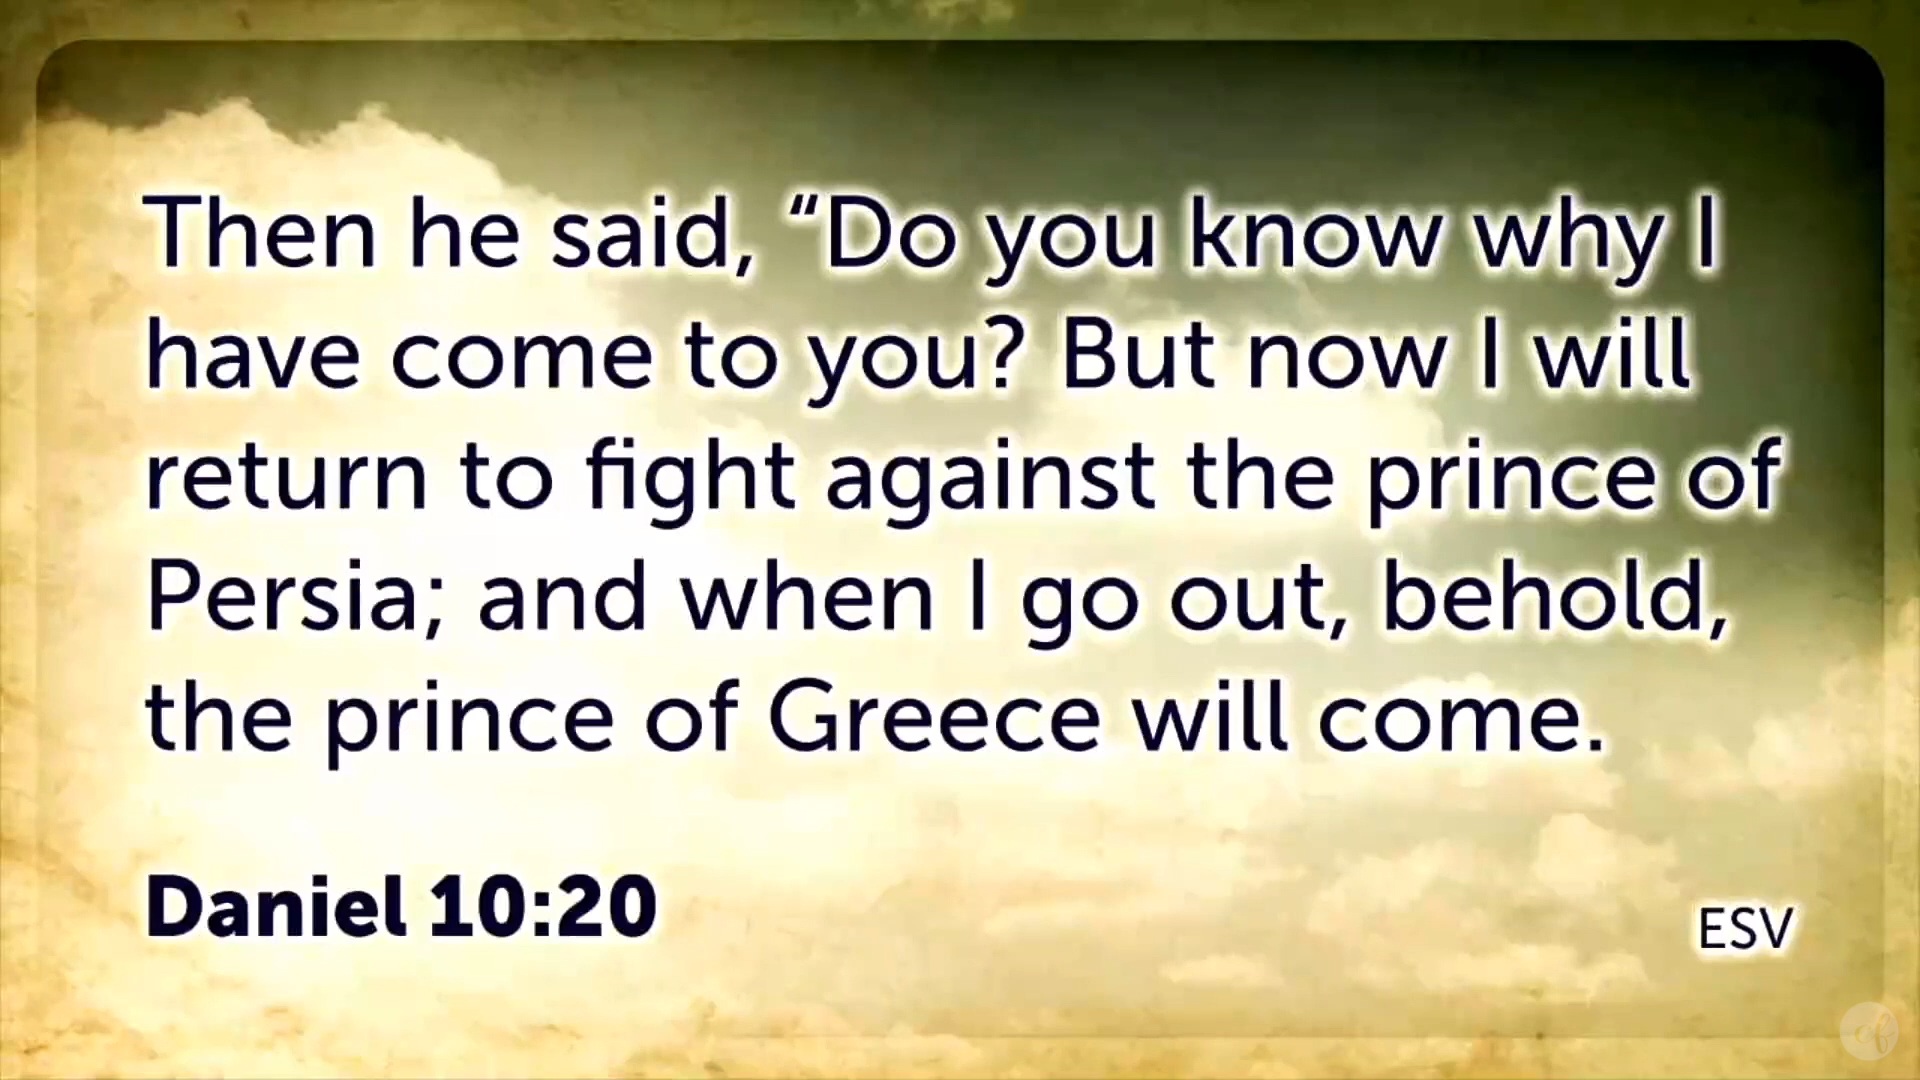 Then he said, “Do you know why I
have come to you? But now I will
return to fight against the prince of
Persia; and when I go out, behold,
the prince of Greece will come.
Daniel 10:20
ESV